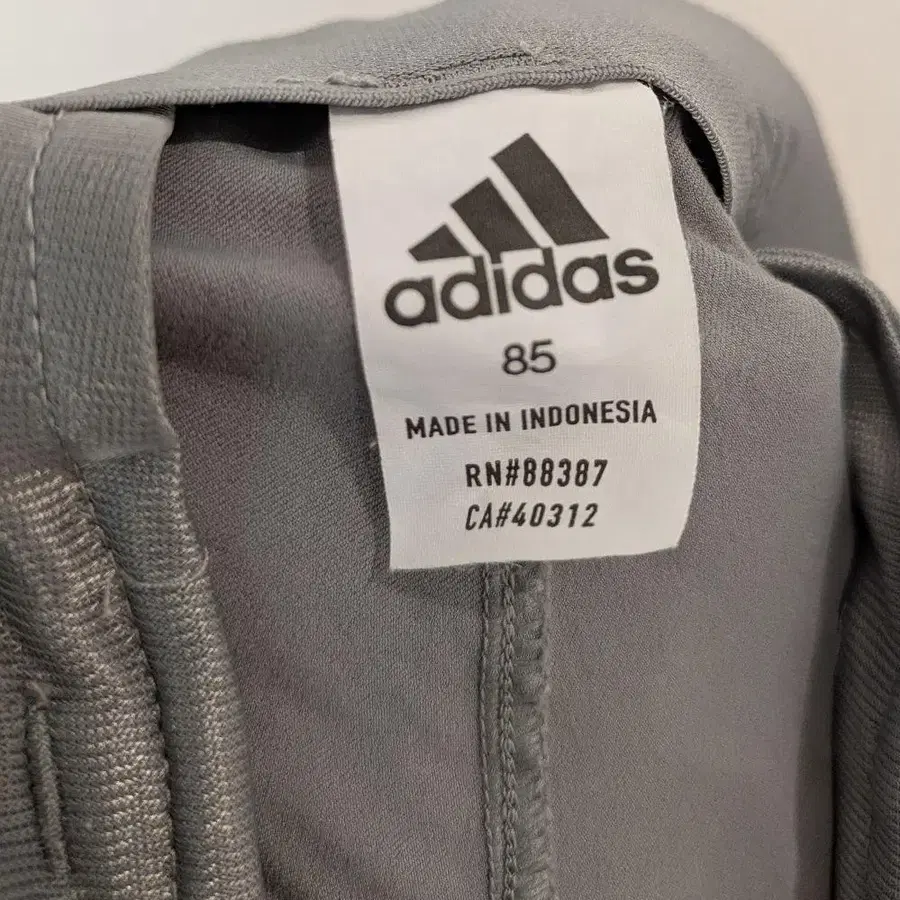 adidas
85
MADE IN INDONESIA
RN#88387
CA#40312